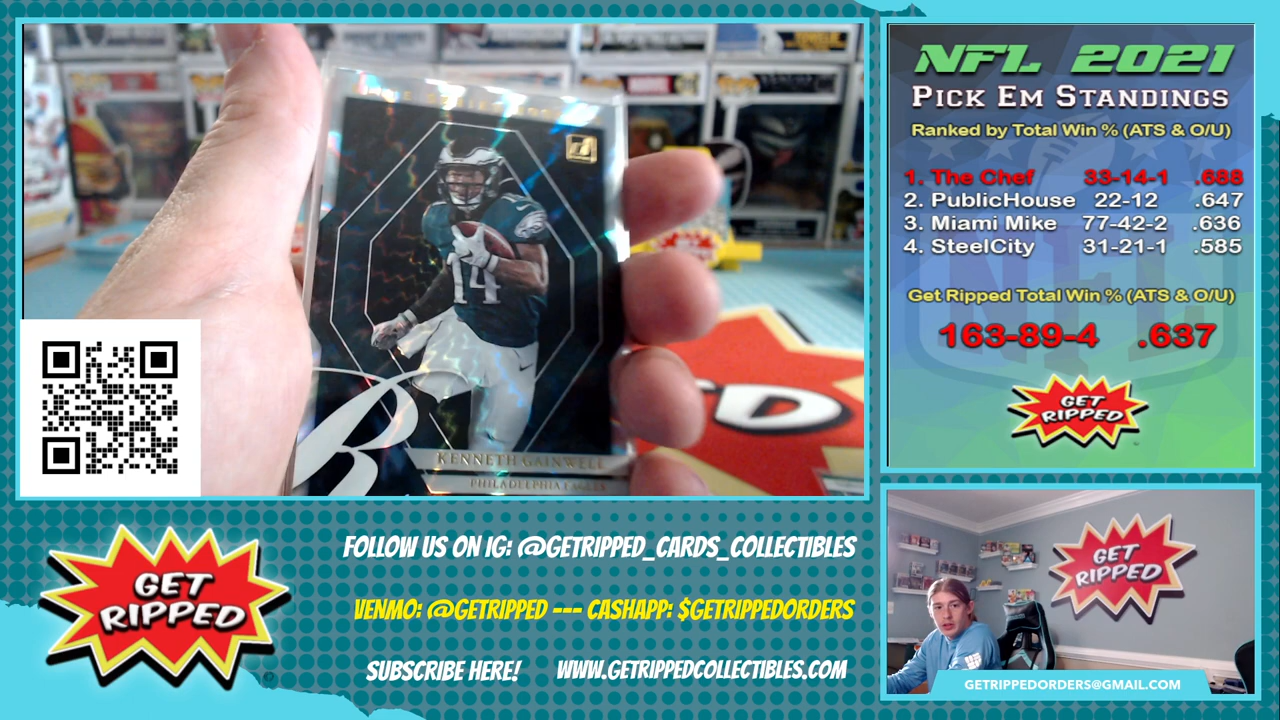 KENNETH GAINWELL
PHILADELPHIA EAGLES
14
NFL 2021
PICK EM STANDINGS
Ranked by Total Win % (ATS & O/U)
1. The Chef 33-14-1 .688
2. PublicHouse 22-12 .647
3. Miami Mike 77-42-2 .636
4. SteelCity 31-21-1 .585
Get Ripped Total Win % (ATS & O/U)
163-89-4 .637
GET
RIPPED
GET
RIPPED
FOLLOW US ON IG: @GETRIPPED_CARDS_COLLECTIBLES
VENMO: @GETRIPPED --- CASHAPP: $GETRIPPEDORDERS
SUBSCRIBE HERE! WWW.GETRIPPEDCOLLECTIBLES.COM
GET
RIPPED
GETRIPPEDORDERS@GMAIL.COM